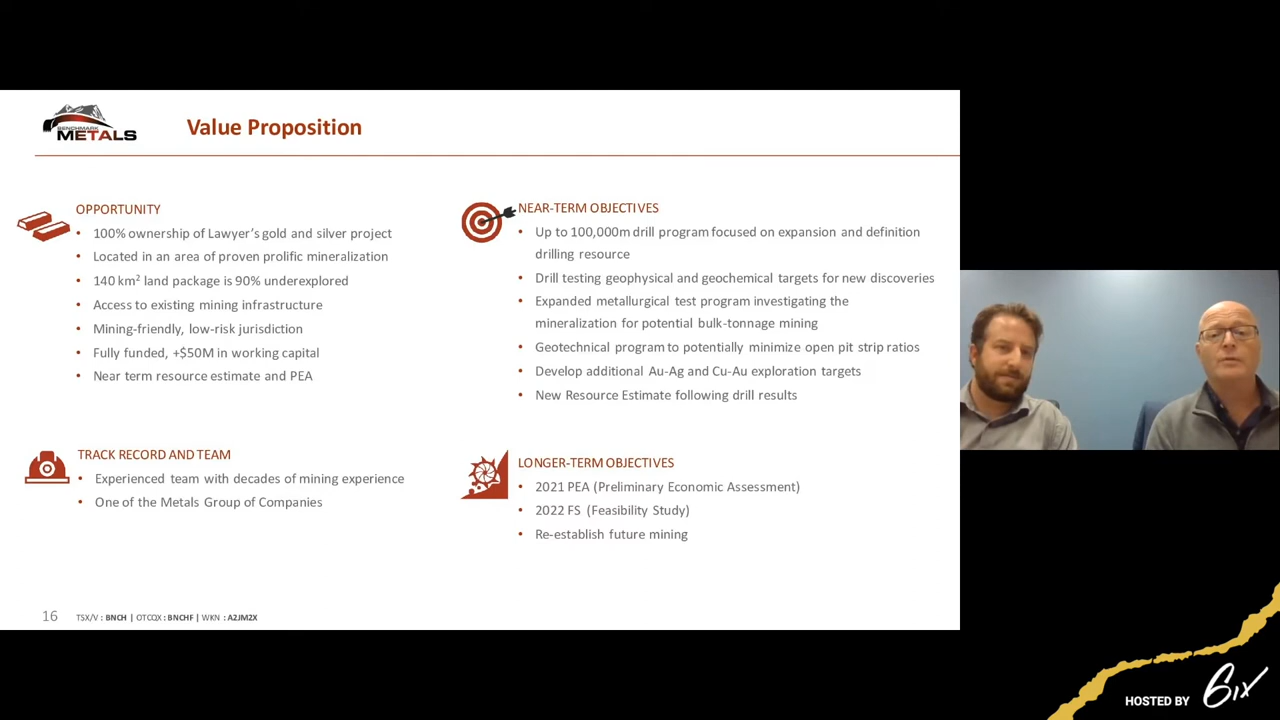 BENCHMARK
METALS
Value Proposition
OPPORTUNITY
• 100% ownership of Lawyer's gold and silver project
• Located in an area of proven prolific mineralization
• 140 km² land package is 90% underexplored
• Access to existing mining infrastructure
• Mining-friendly, low-risk jurisdiction
• Fully funded, +$50M in working capital
• Near term resource estimate and PEA
TRACK RECORD AND TEAM
• Experienced team with decades of mining experience
• One of the Metals Group of Companies
NEAR-TERM OBJECTIVES
• Up to 100,000m drill program focused on expansion and definition
drilling resource
• Drill testing geophysical and geochemical targets for new discoveries
• Expanded metallurgical test program investigating the
mineralization for potential bulk-tonnage mining
• Geotechnical program to potentially minimize open pit strip ratios
• Develop additional Au-Ag and Cu-Au exploration targets
• New Resource Estimate following drill results
LONGER-TERM OBJECTIVES
• 2021 PEA (Preliminary Economic Assessment)
• 2022 FS (Feasibility Study)
• Re-establish future mining
16 TSX/V : BNCH | OTCQX : BNCHF | WKN : A2JM2X
HOSTED BY 6ix